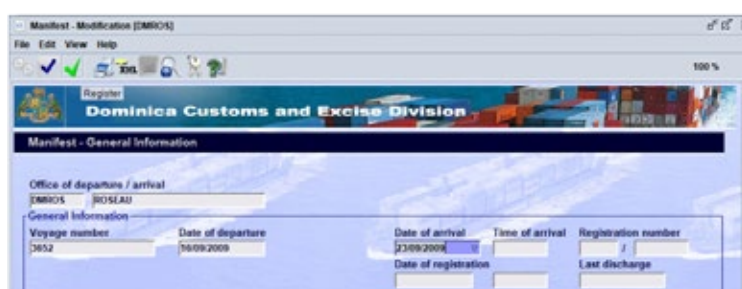 Manifest - Modification [DMROS]
File Edit View Help
XML
100 %
Register
Dominica Customs and Excise Division
Manifest - General Information
Office of departure / arrival
DMROS ROSEAU
General Information
Voyage number Date of departure Date of arrival Time of arrival Registration number
3652 16/09/2009 23/09/2009 /
Date of registration Last discharge